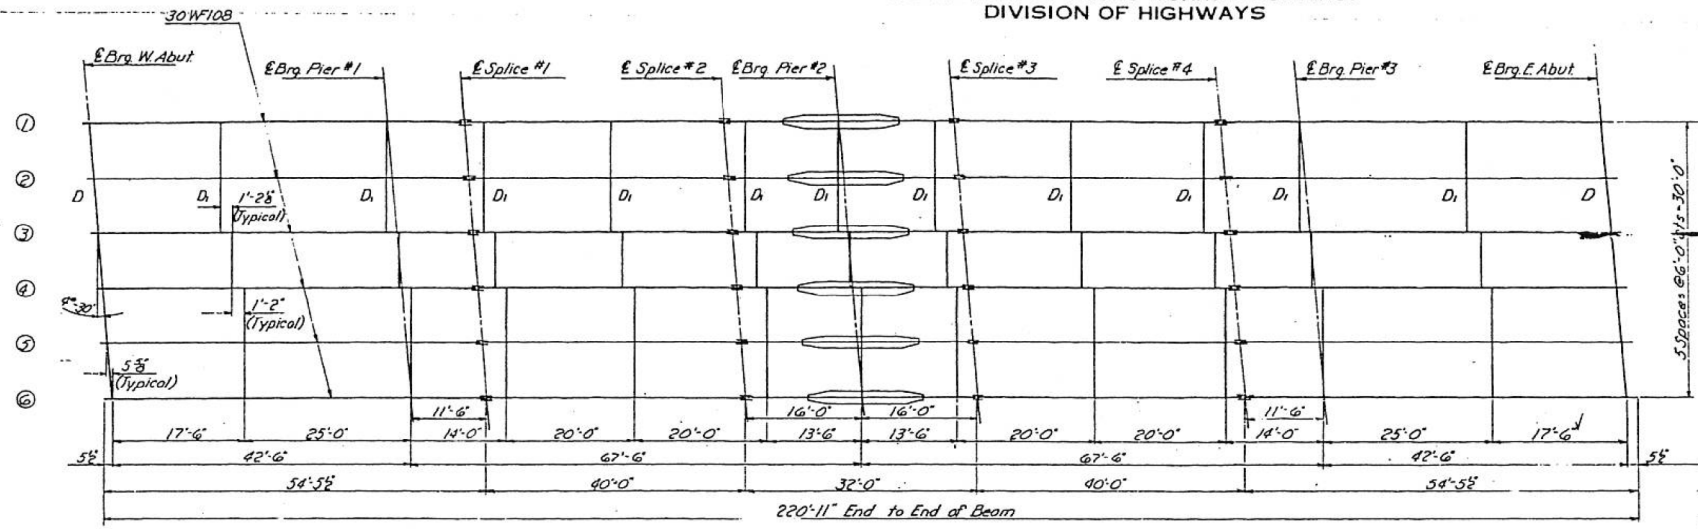 DIVISION OF HIGHWAYS
30WF108
℄ Brg. W. Abut.
℄ Brg. Pier #1
℄ Splice #1
℄ Splice #2
℄ Brg. Pier #2
℄ Splice #3
℄ Splice #4
℄ Brg. Pier #3
℄ Brg. E. Abut.
1
2
D D₁ D₁ D₁ D₁ D₁ D₁ D₁ D₁ D₁ D₁ D₁ D
1'-2⅛"
(Typical)
3
4
4°-30'
1'-2"
(Typical)
5
5⅝"
(Typical)
6
5 Spaces @ 6'-0" cts = 30'-0"
11'-6" 16'-0" 16'-0" 11'-6"
17'-6" 25'-0" 14'-0" 20'-0" 20'-0" 13'-6" 13'-6" 20'-0" 20'-0" 14'-0" 25'-0" 17'-6"
5½" 42'-6" 67'-6" 67'-6" 42'-6" 5½"
54'-5½" 40'-0" 32'-0" 40'-0" 54'-5½"
220'-11" End to End of Beam